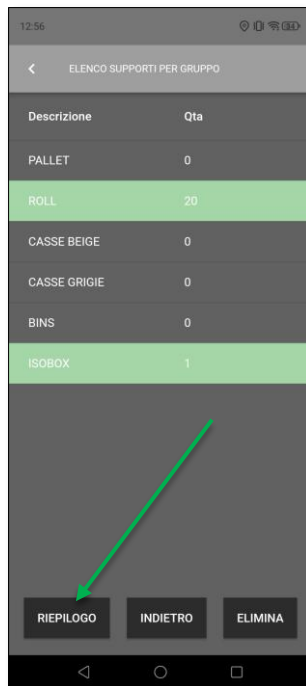 12:56
ELENCO SUPPORTI PER GRUPPO
Descrizione Qta
PALLET 0
ROLL 20
CASSE BEIGE 0
CASSE GRIGIE 0
BINS 0
ISOBOX 1
RIEPILOGO INDIETRO ELIMINA